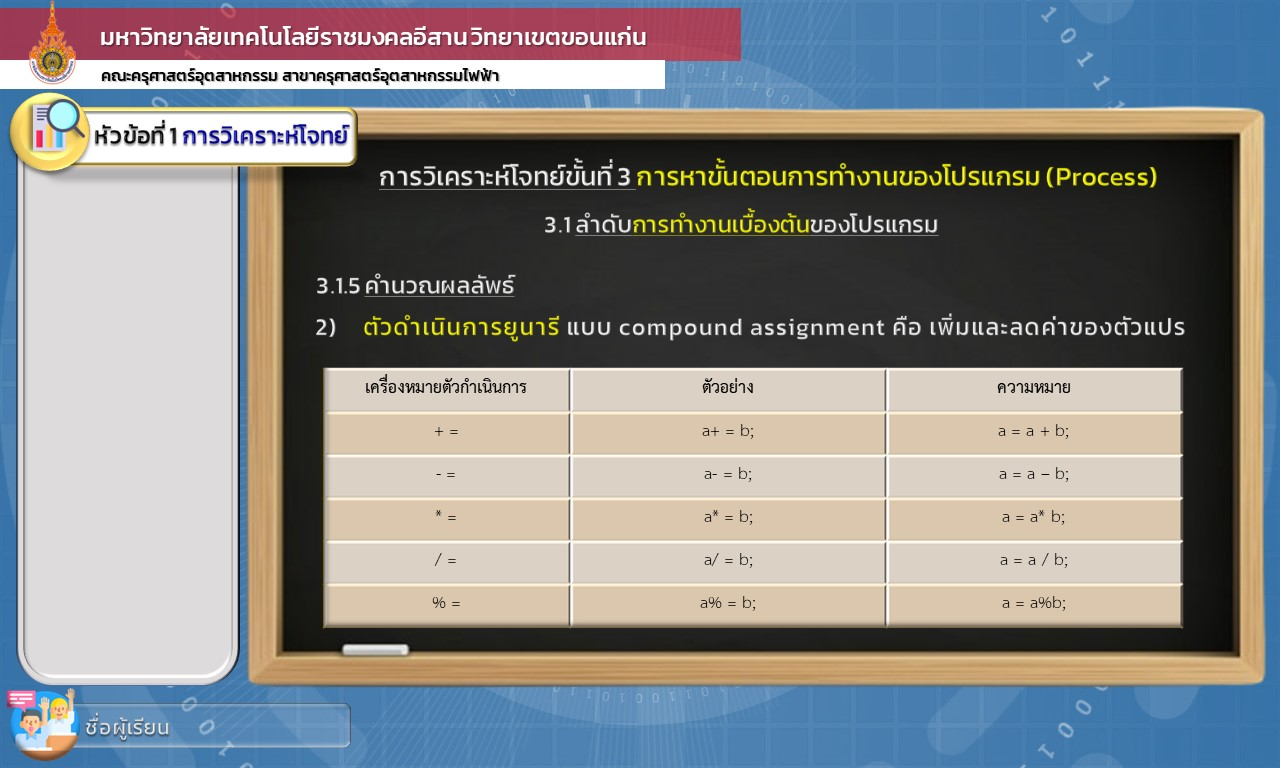 มหาวิทยาลัยเทคโนโลยีราชมงคลอีสาน วิทยาเขตขอนแก่น
คณะครุศาสตร์อุตสาหกรรม สาขาครุศาสตร์อุตสาหกรรมไฟฟ้า
หัวข้อที่ 1 การวิเคราะห์โจทย์
การวิเคราะห์โจทย์ขั้นที่ 3 การหาขั้นตอนการทำงานของโปรแกรม (Process)
3.1 ลำดับการทำงานเบื้องต้นของโปรแกรม
3.1.5 คำนวณผลลัพธ์
2) ตัวดำเนินการยูนารี แบบ compound assignment คือ เพิ่มและลดค่าของตัวแปร
เครื่องหมายตัวกำเนินการ ตัวอย่าง ความหมาย
+ = a+ = b; a = a + b;
- = a- = b; a = a – b;
* = a* = b; a = a* b;
/ = a/ = b; a = a / b;
% = a% = b; a = a%b;
ชื่อผู้เรียน